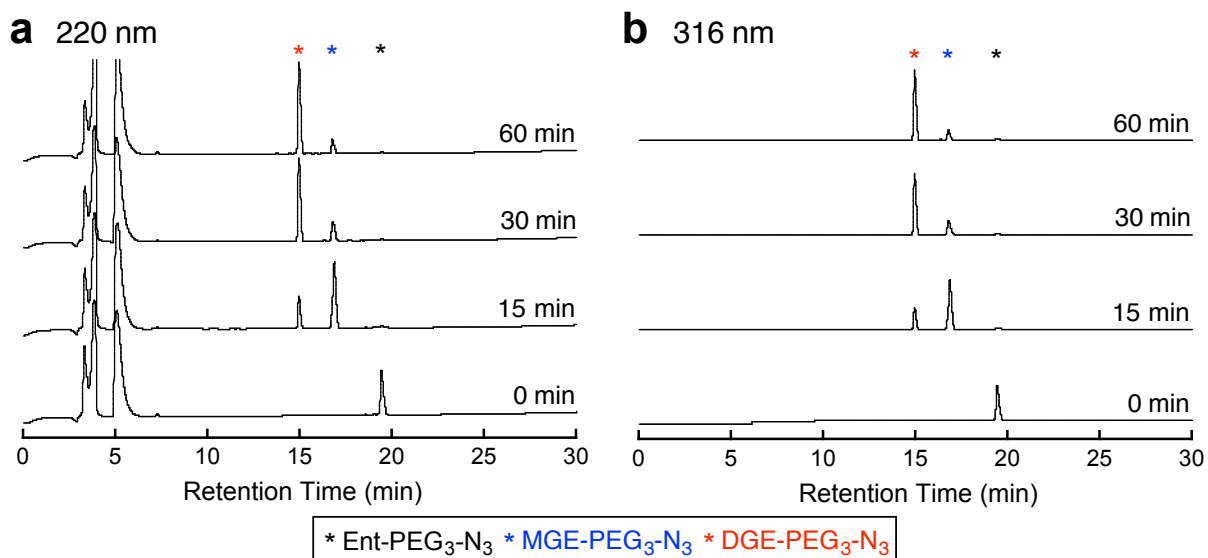 a 220 nm
* * *
60 min
30 min
15 min
0 min
0 5 10 15 20 25 30
Retention Time (min)
b 316 nm
* * *
60 min
30 min
15 min
0 min
0 5 10 15 20 25 30
Retention Time (min)
* Ent-PEG₃-N₃ * MGE-PEG₃-N₃ * DGE-PEG₃-N₃